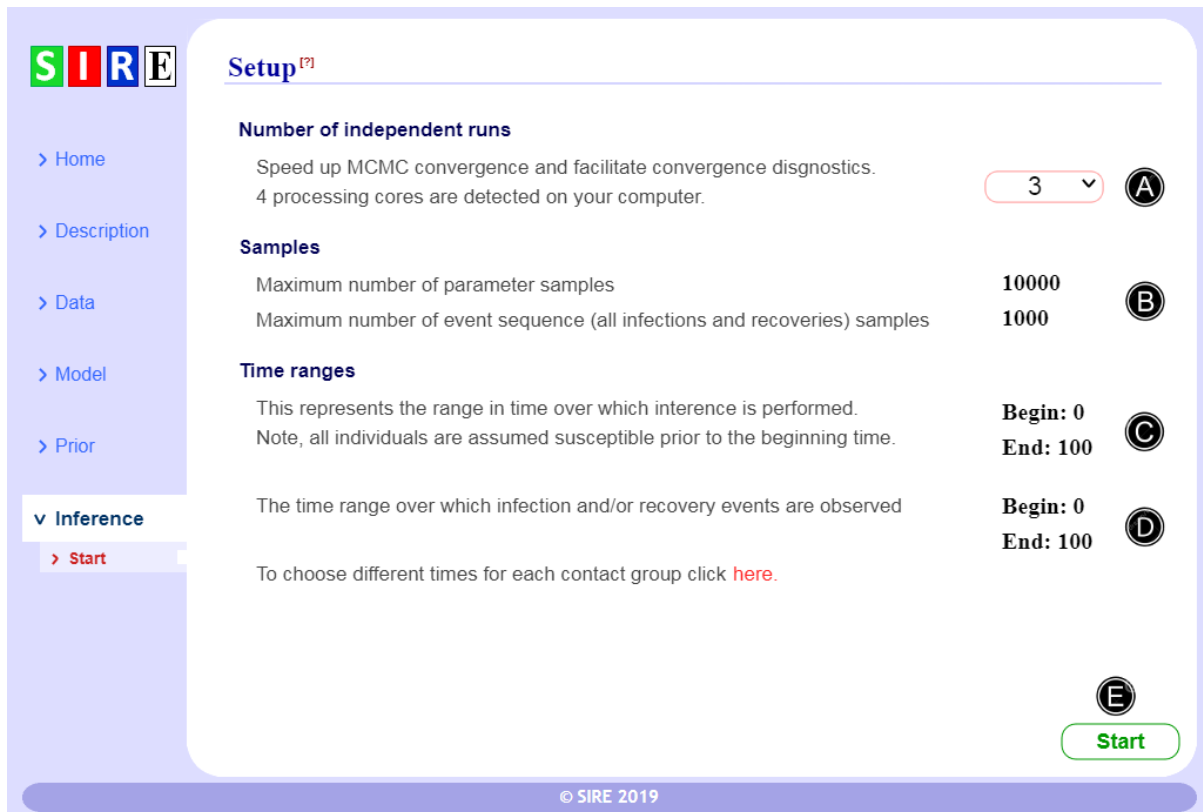 SIRE
Setup[?]
Number of independent runs
> Home
Speed up MCMC convergence and facilitate convergence disgnostics.
3
A
4 processing cores are detected on your computer.
> Description
Samples
Maximum number of parameter samples
10000
> Data
B
Maximum number of event sequence (all infections and recoveries) samples
1000
Time ranges
> Model
This represents the range in time over which interence is performed.
Begin: 0
C
Note, all individuals are assumed susceptible prior to the beginning time.
End: 100
> Prior
The time range over which infection and/or recovery events are observed
Begin: 0
v Inference
D
End: 100
> Start
To choose different times for each contact group click here.
E
Start
© SIRE 2019